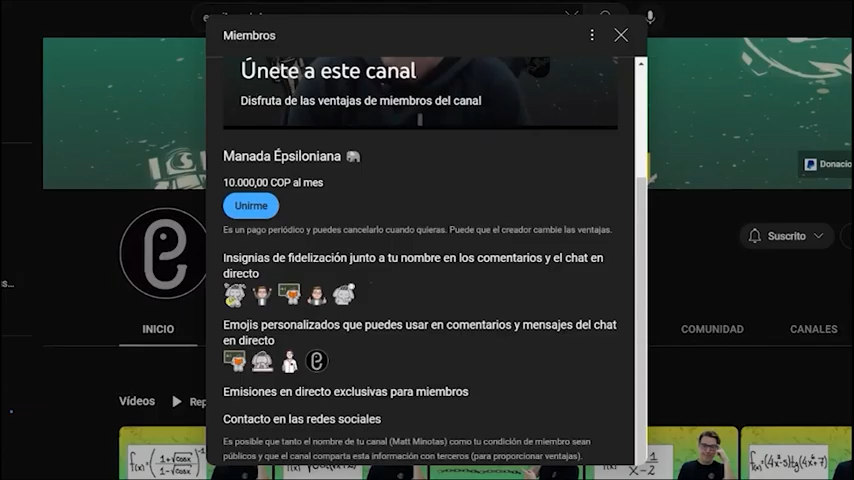 Miembros
Únete a este canal
Disfruta de las ventajas de miembros del canal
Manada Épsiloniana
10.000,00 COP al mes
Donacio
Unirme
Es un pago periódico y puedes cancelarlo cuando quieras. Puede que el creador cambie las ventajas.
Suscrito
Insignias de fidelización junto a tu nombre en los comentarios y el chat en
directo
Emojis personalizados que puedes usar en comentarios y mensajes del chat
en directo
INICIO
COMUNIDAD
CANALES
Emisiones en directo exclusivas para miembros
Vídeos
Rep
Contacto en las redes sociales
Es posible que tanto el nombre de tu canal (Matt Minotas) como tu condición de miembro sean
públicos y que el canal comparta esta información con terceros (para proporcionar ventajas).